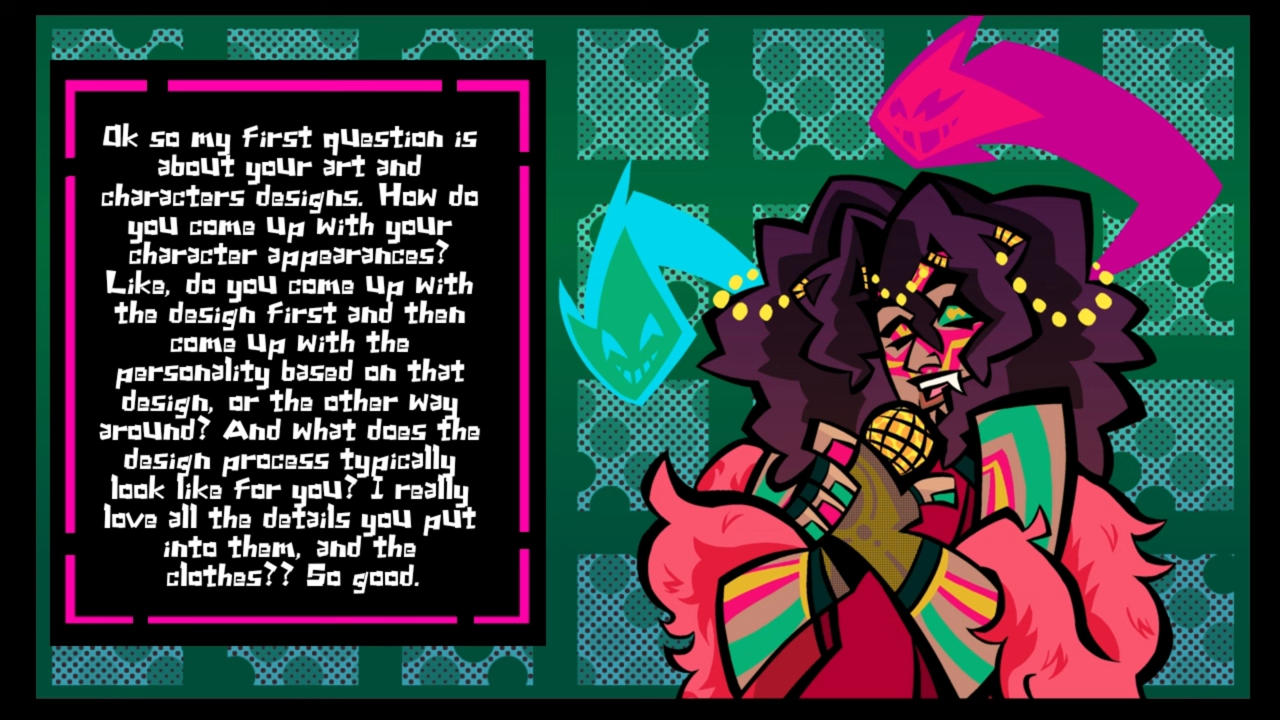 Ok so my first question is
about your art and
characters designs. How do
you come up with your
character appearances?
Like, do you come up with
the design first and then
come up with the
personality based on that
design, or the other way
around? And what does the
design process typically
look like for you? I really
love all the details you put
into them, and the
clothes?? So good.